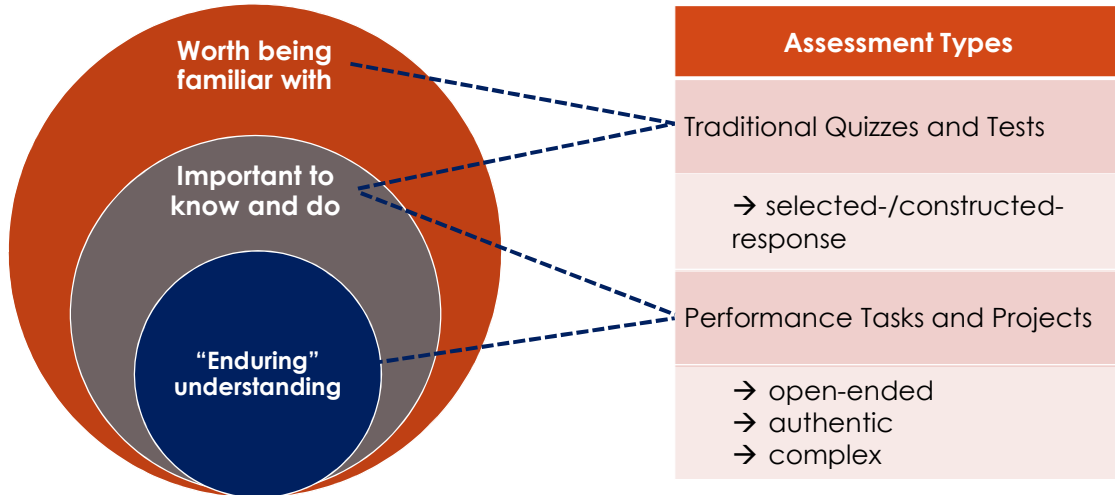 Worth being
familiar with
Important to
know and do
“Enduring”
understanding
Assessment Types
Traditional Quizzes and Tests
→ selected-/constructed-
response
Performance Tasks and Projects
→ open-ended
→ authentic
→ complex